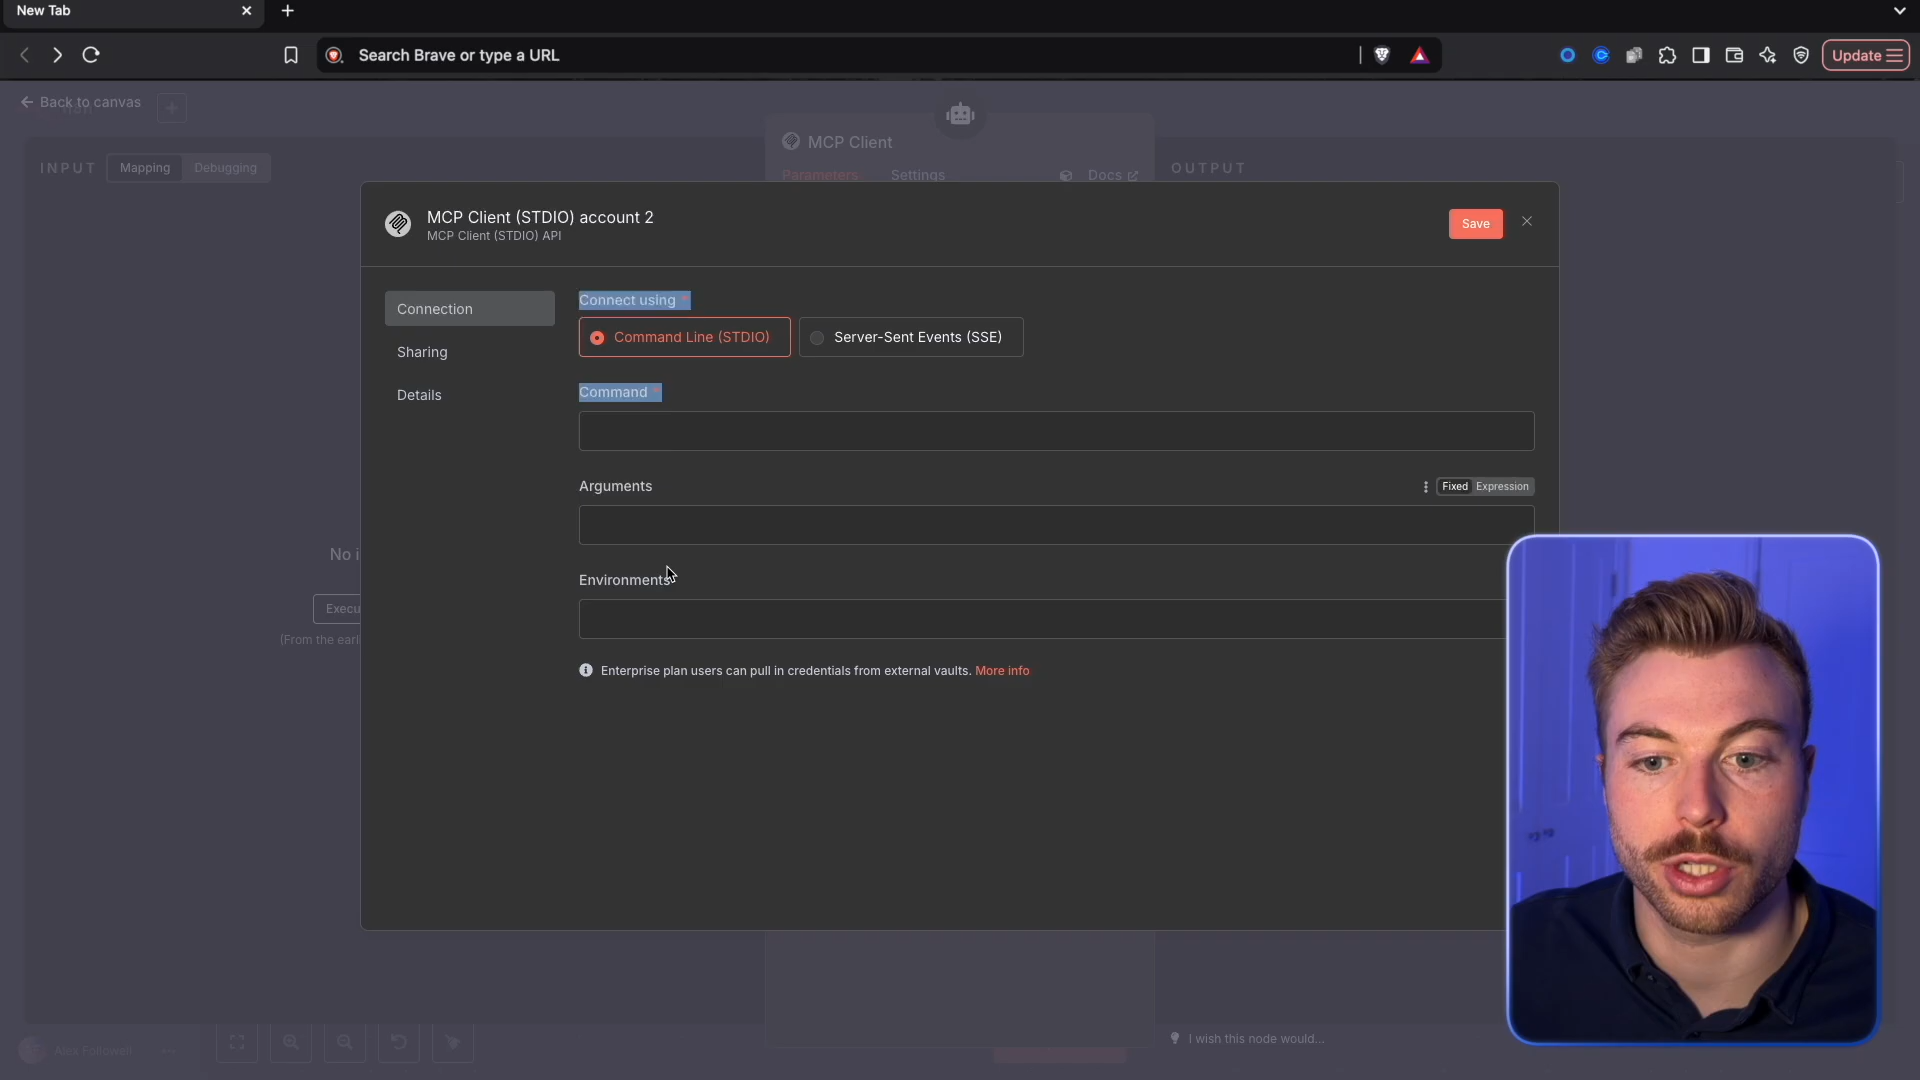 New Tab
Search Brave or type a URL
Update
Back to canvas
MCP Client
INPUT
Mapping
Debugging
OUTPUT
Parameters
Settings
Docs
MCP Client (STDIO) account 2
MCP Client (STDIO) API
Save
Connection
Sharing
Details
Connect using *
Command Line (STDIO)
Server-Sent Events (SSE)
Command *
Arguments
Fixed
Expression
No i
Environments
Execu
(From the earl
Enterprise plan users can pull in credentials from external vaults. More info
I wish this node would...
Alex Followell